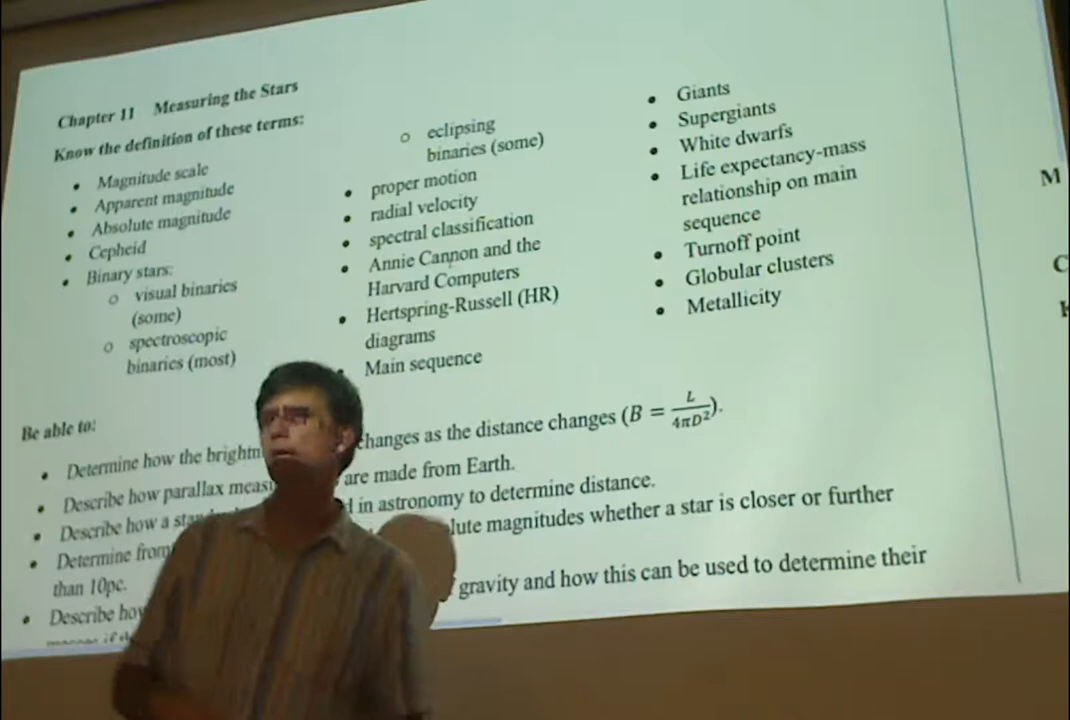 Chapter 11 Measuring the Stars
Know the definition of these terms:
• Magnitude scale
• Apparent magnitude
• Absolute magnitude
• Cepheid
• Binary stars:
o visual binaries
(some)
o spectroscopic
binaries (most)
o eclipsing
binaries (some)
• proper motion
• radial velocity
• spectral classification
• Annie Cannon and the
Harvard Computers
• Hertspring-Russell (HR)
diagrams
• Main sequence
• Giants
• Supergiants
• White dwarfs
• Life expectancy-mass
relationship on main
sequence
• Turnoff point
• Globular clusters
• Metallicity
Be able to:
• Determine how the brightn changes as the distance changes (B = L/4πD²).
• Describe how parallax meas are made from Earth.
• Describe how a sta d in astronomy to determine distance.
• Determine from lute magnitudes whether a star is closer or further
than 10pc.
• Describe how gravity and how this can be used to determine their
M
C